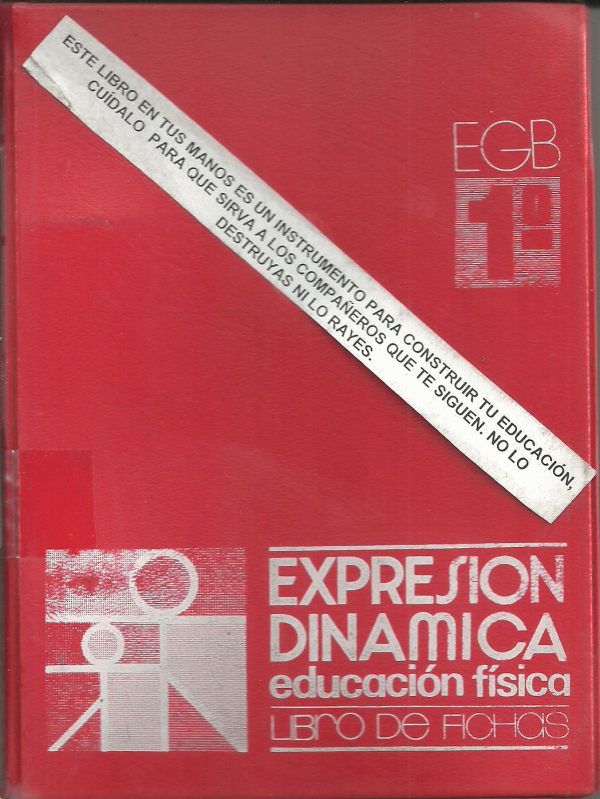 ESTE LIBRO EN TUS MANOS ES UN INSTRUMENTO PARA CONSTRUIR TU EDUCACIÓN,
CUÍDALO PARA QUE SIRVA A LOS COMPAÑEROS QUE TE SIGUEN. NO LO
DESTRUYAS NI LO RAYES.
EGB
1º
EXPRESION
DINAMICA
educación física
LIBRO DE FICHAS